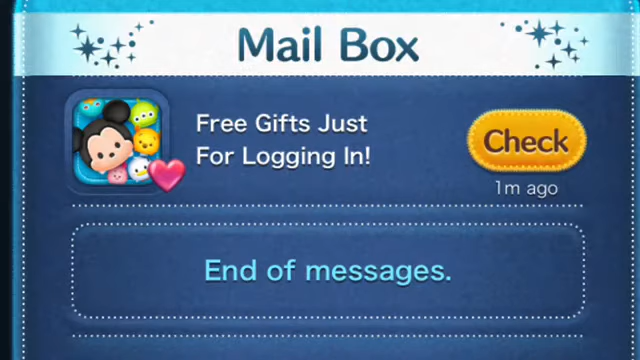 Mail Box
Free Gifts Just
For Logging In!
Check
1m ago
End of messages.